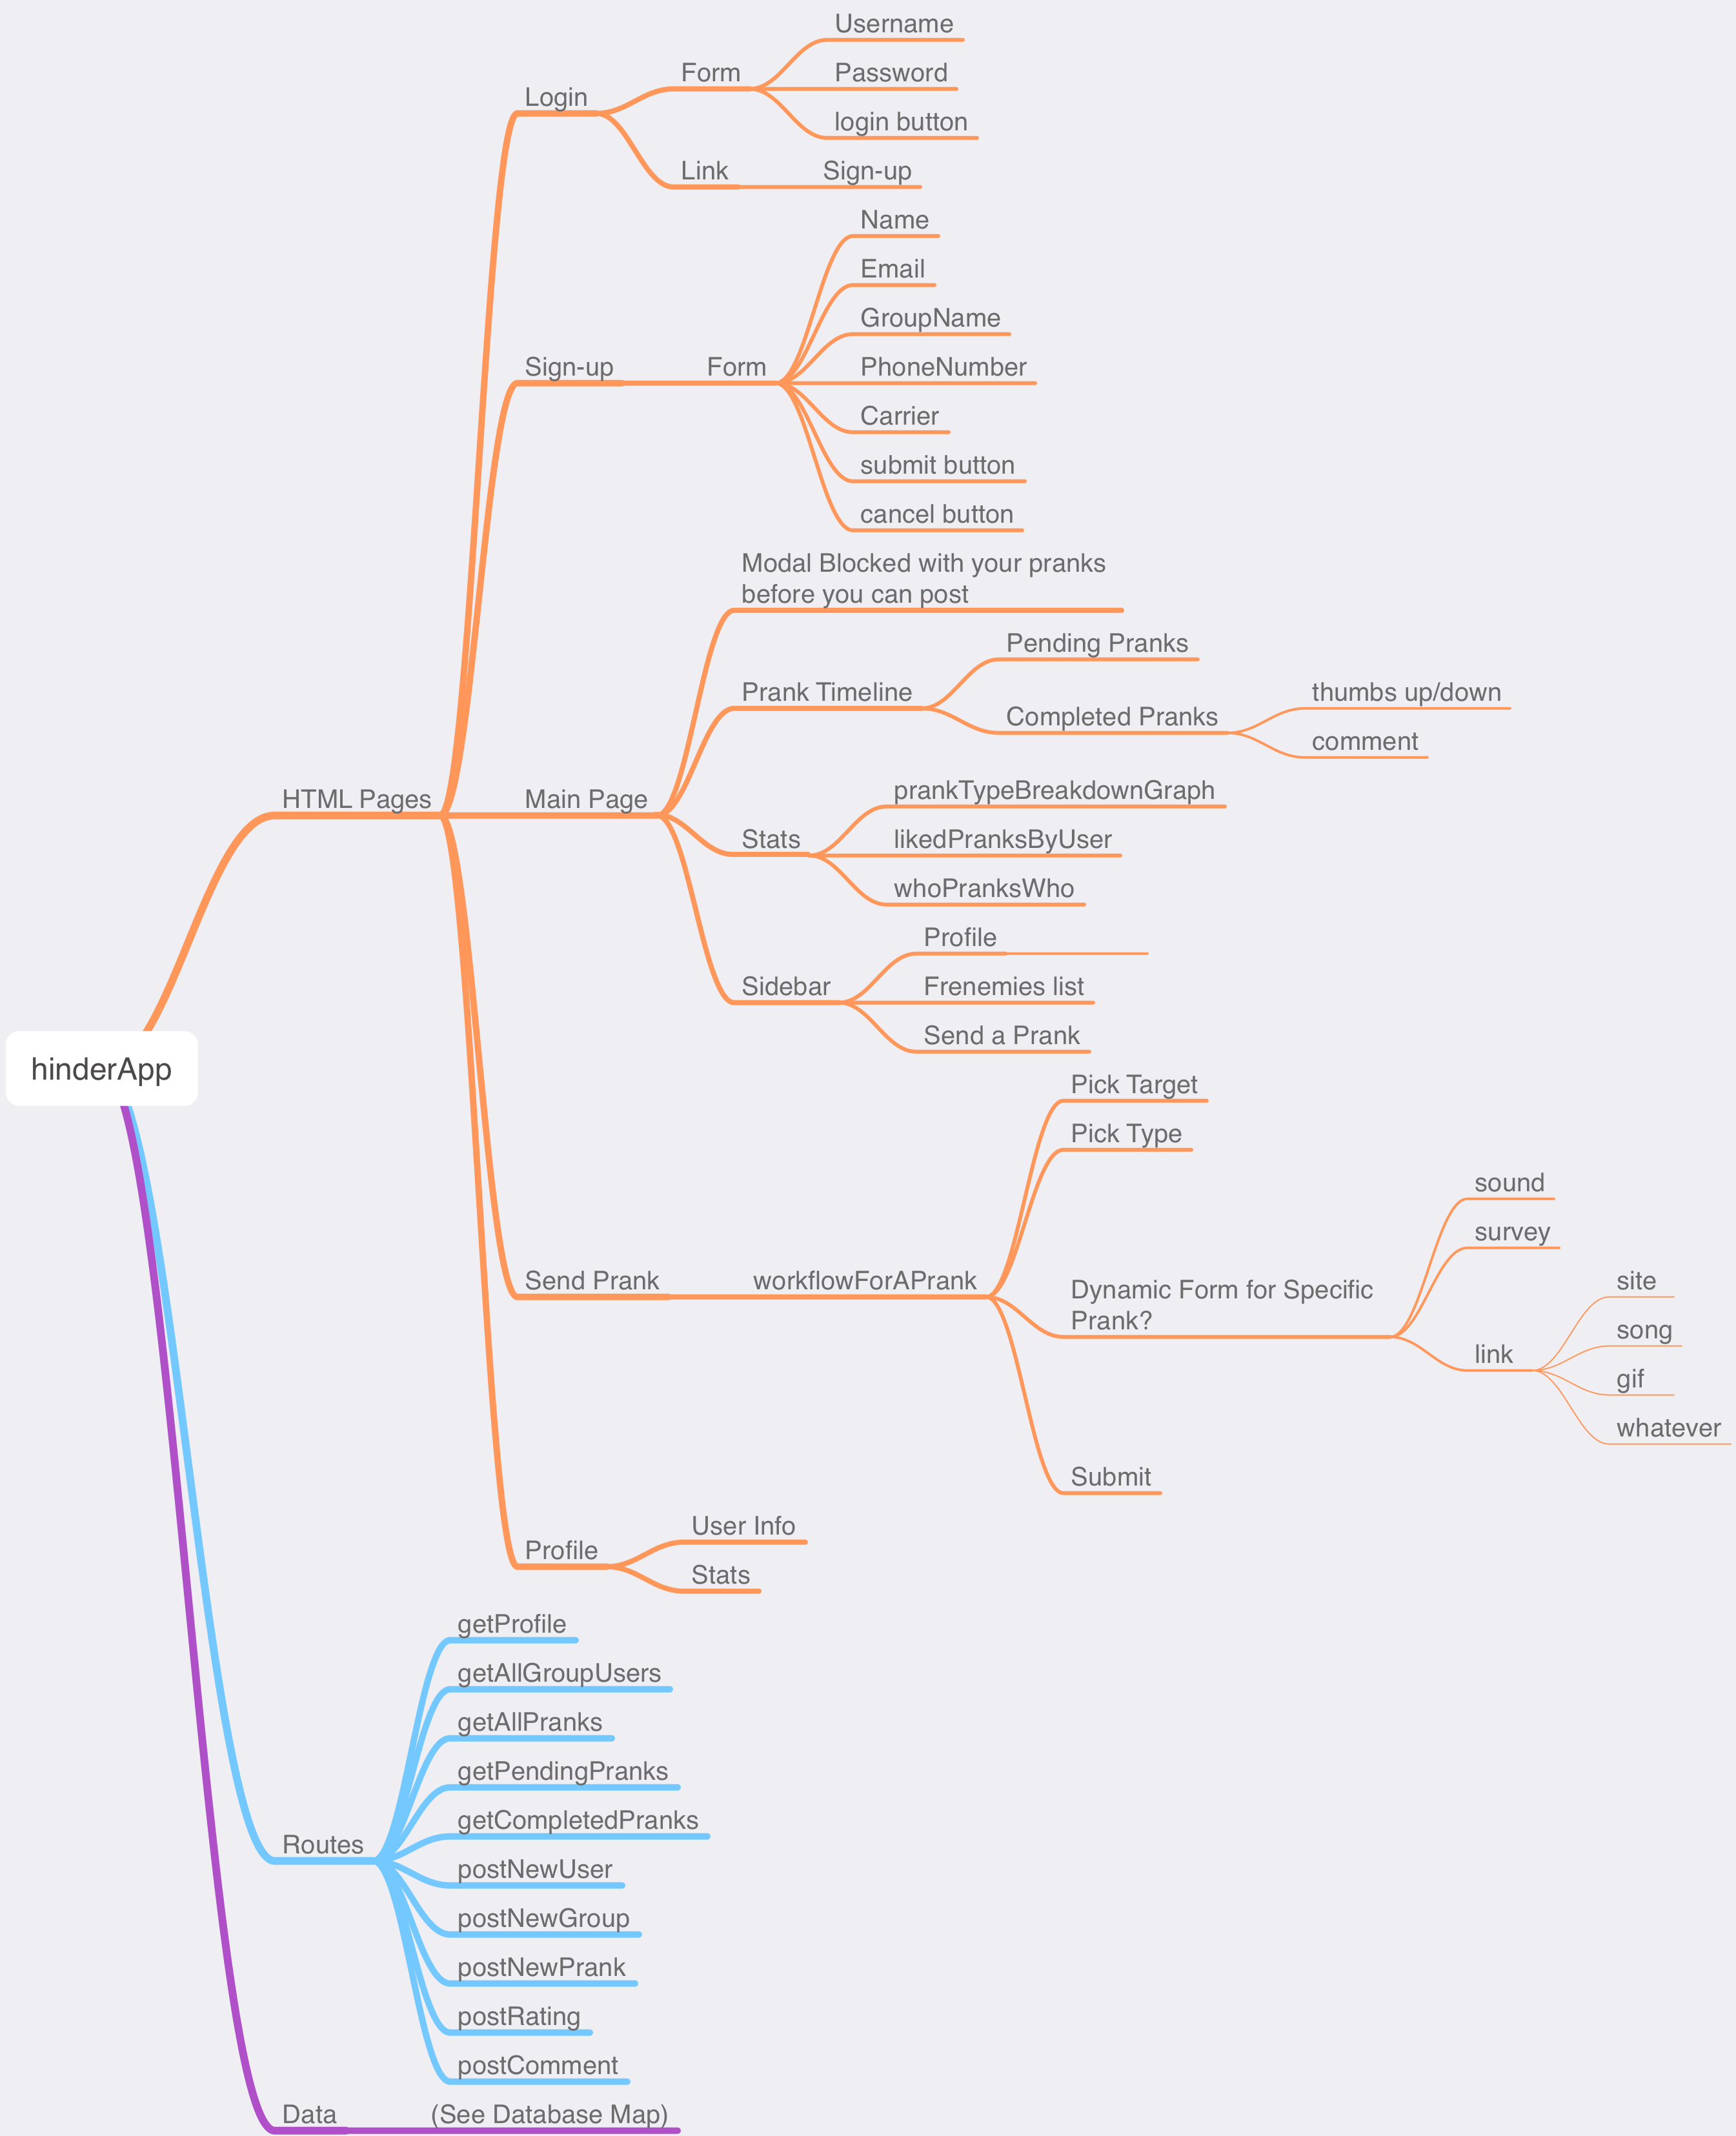 Username
Password
login button
Form
Login
Link
Sign-up
Name
Email
GroupName
PhoneNumber
Sign-up
Form
Carrier
submit button
cancel button
Modal Blocked with your pranks
before you can post
Pending Pranks
Prank Timeline
Completed Pranks
thumbs up/down
comment
HTML Pages
Main Page
prankTypeBreakdownGraph
Stats
likedPranksByUser
whoPranksWho
Profile
Sidebar
Frenemies list
Send a Prank
hinderApp
Pick Target
Pick Type
sound
survey
Send Prank
workflowForAPrank
Dynamic Form for Specific
Prank?
link
site
song
gif
whatever
Submit
Profile
User Info
Stats
getProfile
getAllGroupUsers
getAllPranks
getPendingPranks
getCompletedPranks
Routes
postNewUser
postNewGroup
postNewPrank
postRating
postComment
Data
(See Database Map)